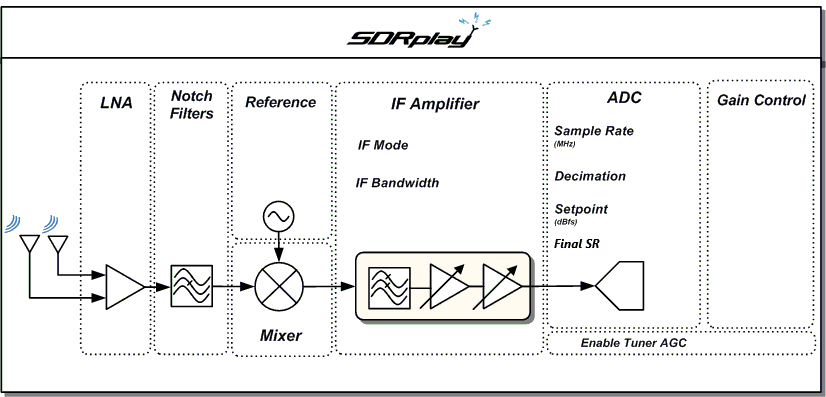 SDRplay
LNA
Notch
Filters
Reference
IF Amplifier
ADC
Gain Control
IF Mode
IF Bandwidth
Sample Rate
(MHz)
Decimation
Setpoint
(dBfs)
Final SR
Mixer
Enable Tuner AGC